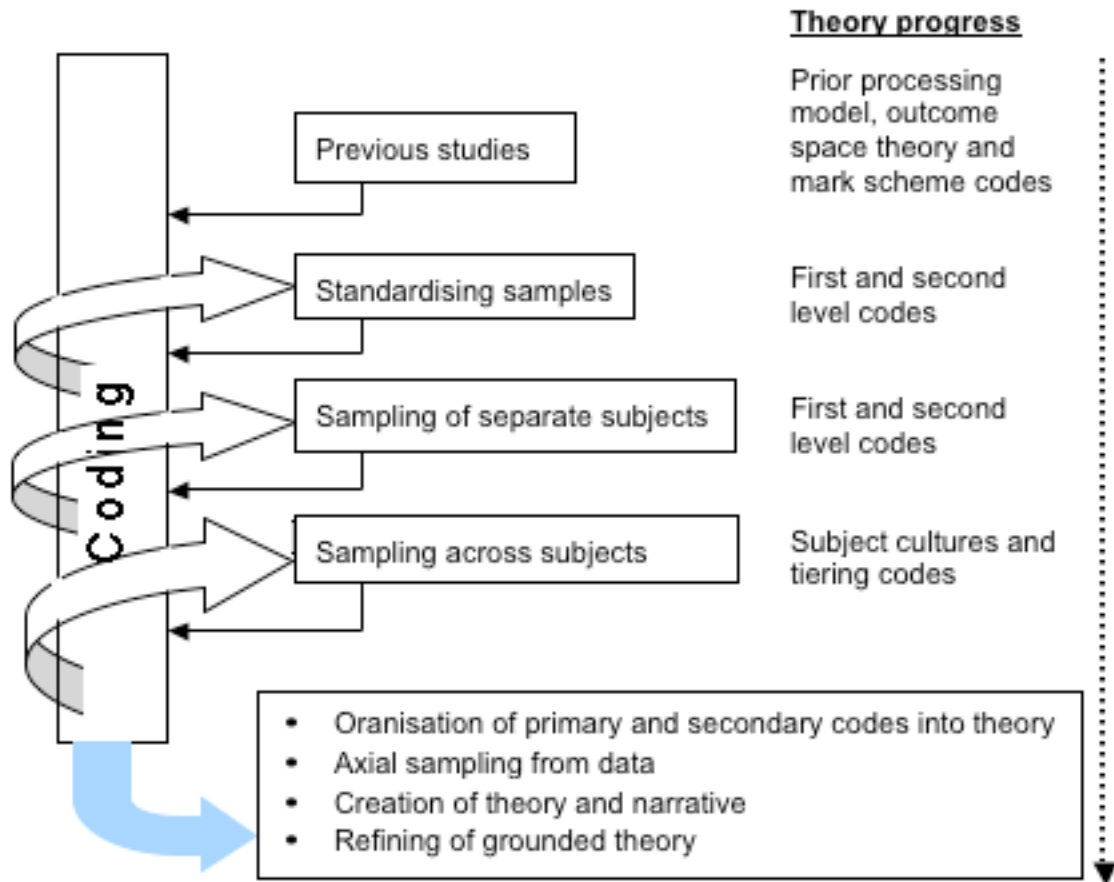 Theory progress
Prior processing
model, outcome
space theory and
mark scheme codes
Previous studies
Standardising samples
First and second
level codes
Coding
Sampling of separate subjects
First and second
level codes
Sampling across subjects
Subject cultures and
tiering codes
• Oranisation of primary and secondary codes into theory
• Axial sampling from data
• Creation of theory and narrative
• Refining of grounded theory